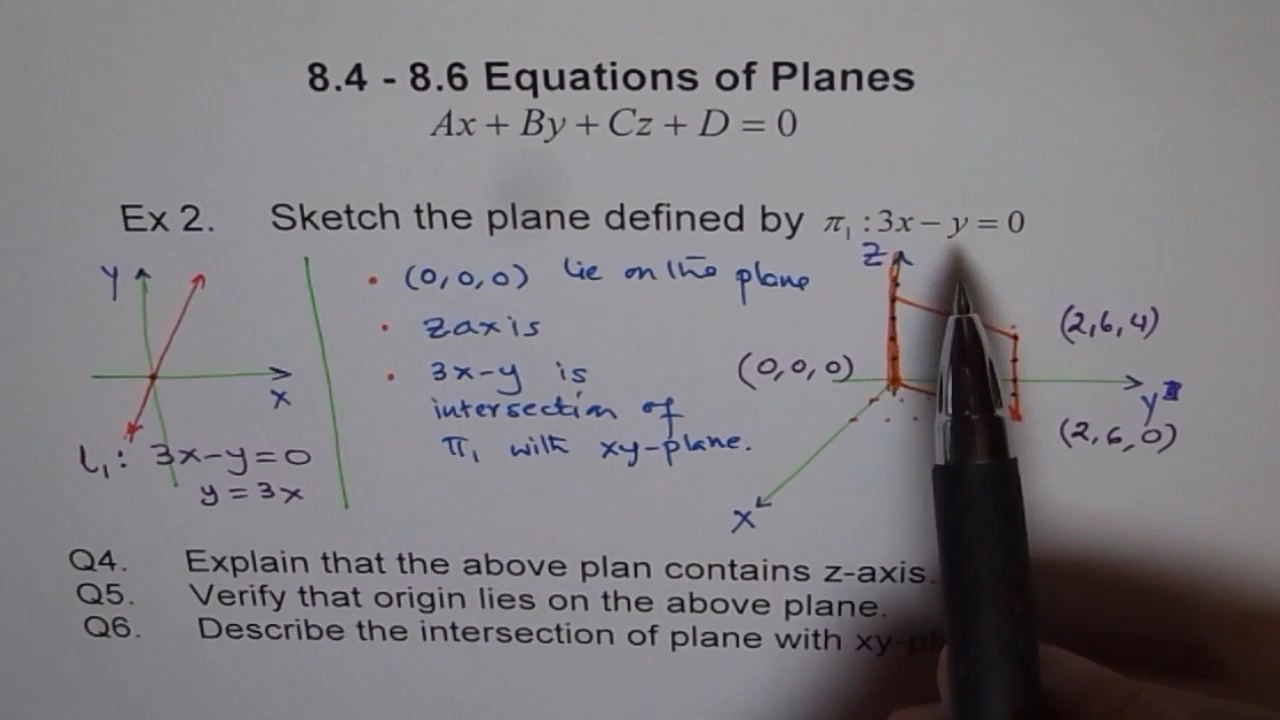 8.4 - 8.6 Equations of Planes
Ax + By + Cz + D = 0
Ex 2. Sketch the plane defined by π₁ : 3x − y = 0
Y
X
L₁: 3x-y=0
y = 3x
• (0,0,0) lie on the plane
• z axis
• 3x-y is
intersection of
π₁ with xy-plane.
Z
(2,6,4)
(0,0,0)
Y
(2,6,0)
X
Q4. Explain that the above plan contains z-axis.
Q5. Verify that origin lies on the above plane.
Q6. Describe the intersection of plane with xy-pl